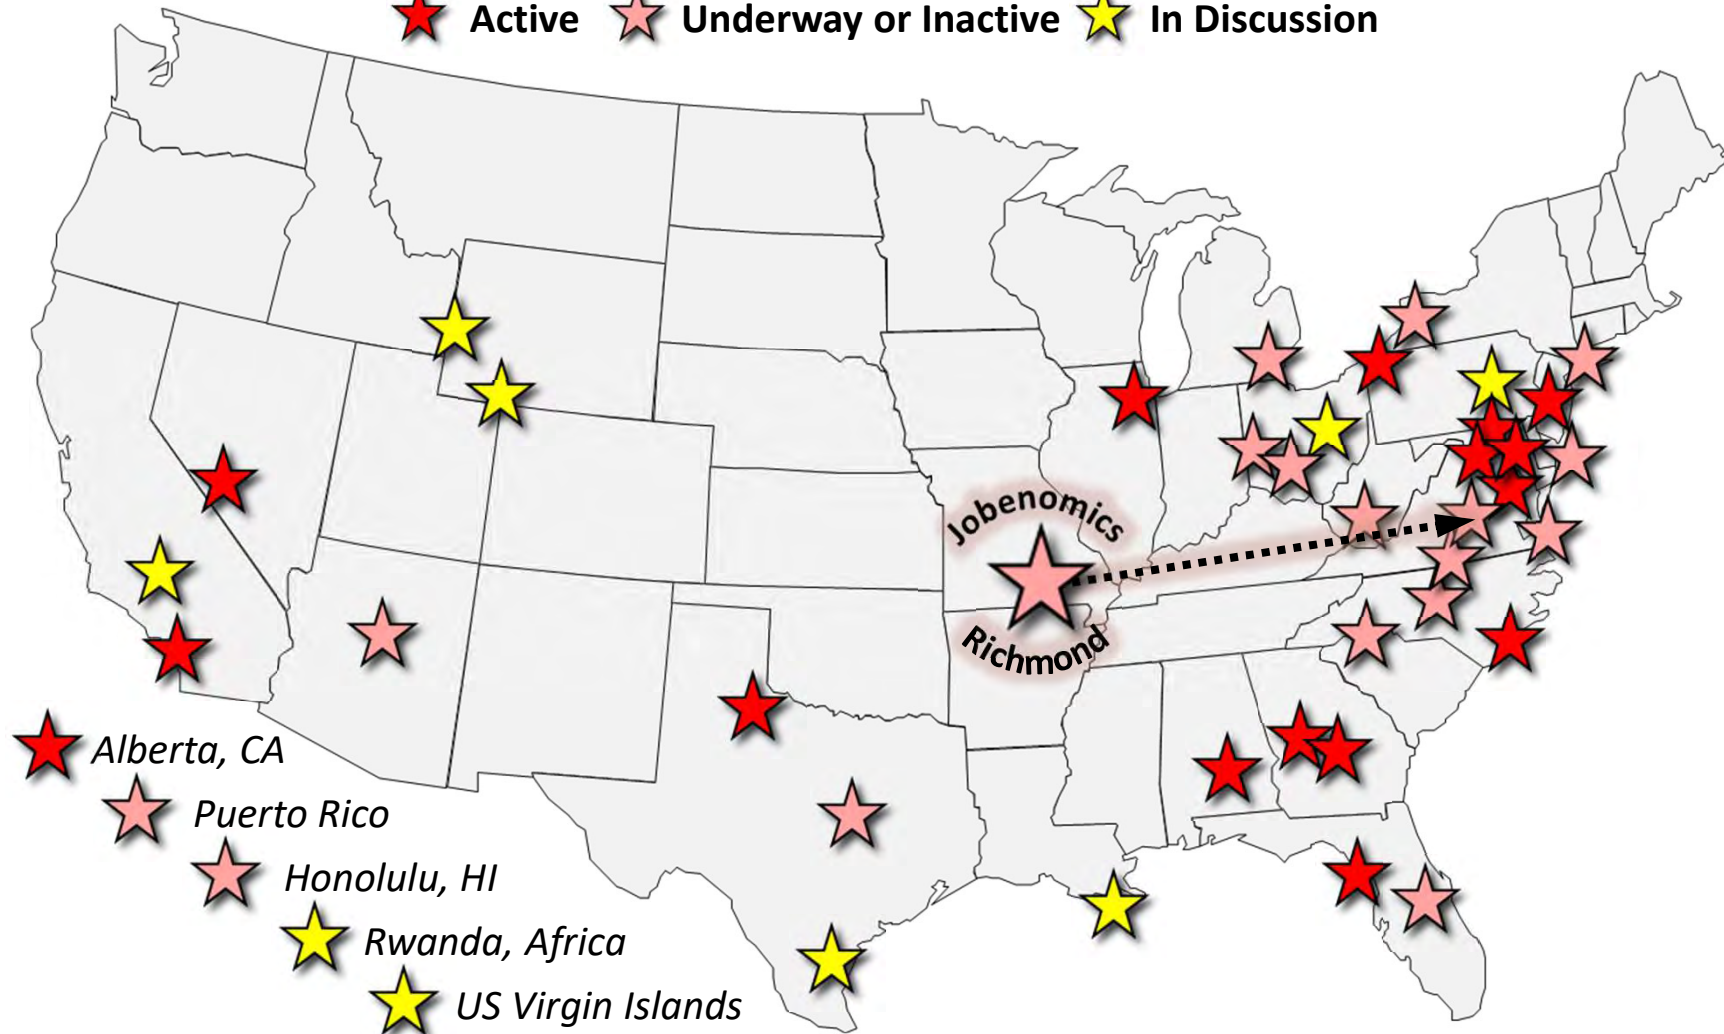 Active Underway or Inactive In Discussion
Jobenomics
Richmond
Alberta, CA
Puerto Rico
Honolulu, HI
Rwanda, Africa
US Virgin Islands